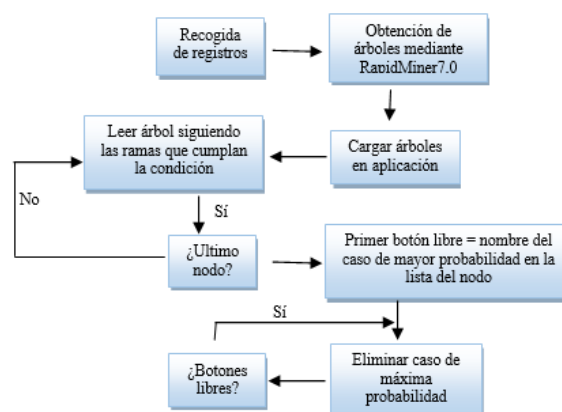 Recogida
de registros
Obtención de
árboles mediante
RapidMiner7.0
Leer árbol siguiendo
las ramas que cumplan
la condición
Cargar árboles
en aplicación
No
Sí
¿Ultimo
nodo?
Primer botón libre = nombre del
caso de mayor probabilidad en la
lista del nodo
Sí
¿Botones
libres?
Eliminar caso de
máxima
probabilidad